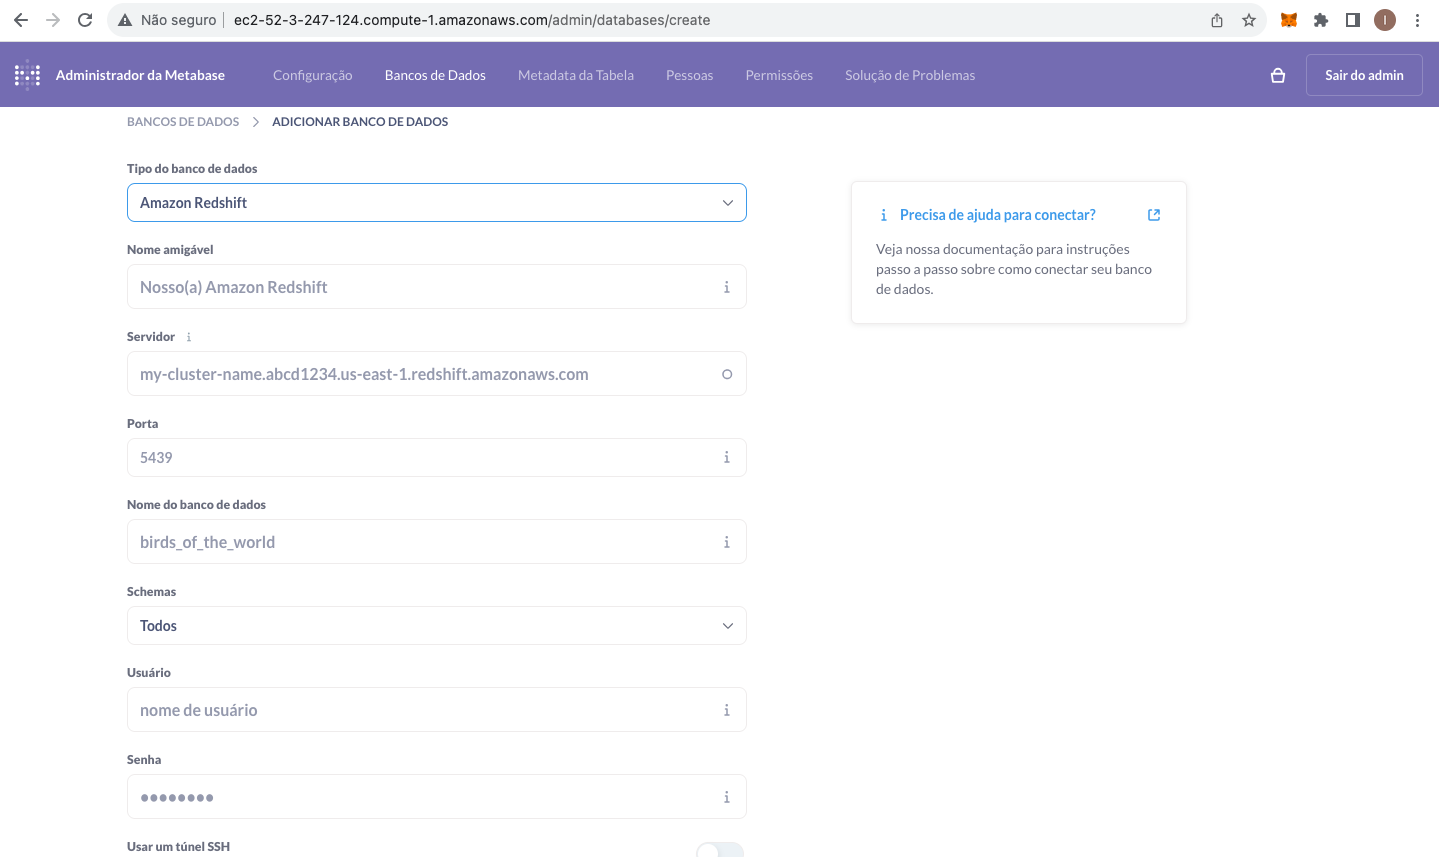 Não seguro
ec2-52-3-247-124.compute-1.amazonaws.com/admin/databases/create
I
Administrador da Metabase
Configuração
Bancos de Dados
Metadata da Tabela
Pessoas
Permissões
Solução de Problemas
Sair do admin
BANCOS DE DADOS
ADICIONAR BANCO DE DADOS
Tipo do banco de dados
Amazon Redshift
Nome amigável
Nosso(a) Amazon Redshift
Servidor
my-cluster-name.abcd1234.us-east-1.redshift.amazonaws.com
Porta
5439
Nome do banco de dados
birds_of_the_world
Schemas
Todos
Usuário
nome de usuário
Senha
••••••••
Usar um túnel SSH
Precisa de ajuda para conectar?
Veja nossa documentação para instruções
passo a passo sobre como conectar seu banco
de dados.